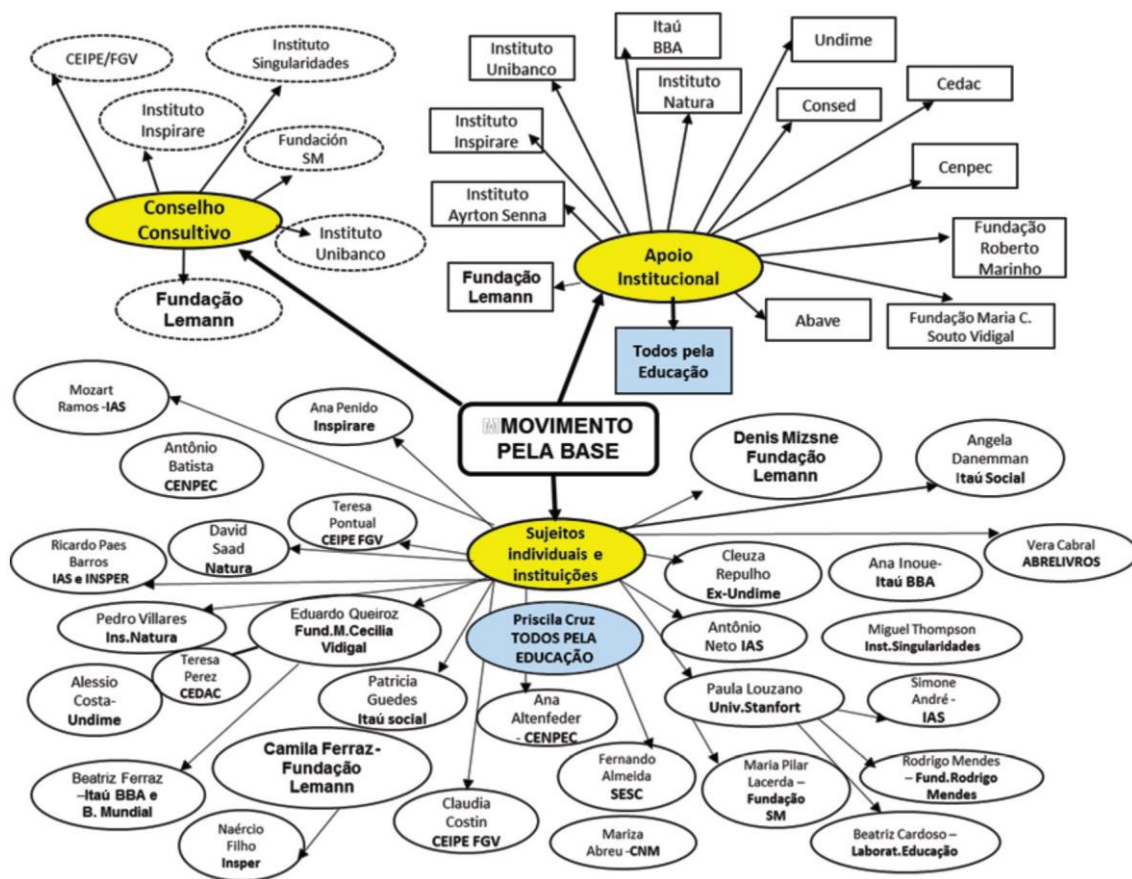 CEIPE/FGV
Instituto
Singularidades
Instituto
Inspirare
Fundación
SM
Conselho
Consultivo
Instituto
Unibanco
Fundação
Lemann
Itaú
BBA
Undime
Instituto
Unibanco
Instituto
Natura
Consed
Cedac
Instituto
Inspirare
Cenpec
Instituto
Ayrton Senna
Apoio
Institucional
Fundação
Roberto
Marinho
Fundação
Lemann
Abave
Fundação Maria C.
Souto Vidigal
Todos pela
Educação
MMOVIMENTO
PELA BASE
Mozart
Ramos -IAS
Ana Penido
Inspirare
Antônio
Batista
CENPEC
Denis Mizsne
Fundação
Lemann
Angela
Danemman
Itaú Social
Teresa
Pontual
CEIPE FGV
David
Saad
Natura
Ricardo Paes
Barros
IAS e INSPER
Sujeitos
individuais e
instituições
Cleuza
Repulho
Ex-Undime
Ana Inoue-
Itaú BBA
Vera Cabral
ABRELIVROS
Pedro Villares
Ins.Natura
Eduardo Queiroz
Fund.M.Cecilia
Vidigal
Priscila Cruz
TODOS PELA
EDUCAÇÃO
Antônio
Neto IAS
Miguel Thompson
Inst.Singularidades
Teresa
Perez
CEDAC
Alessio
Costa-
Undime
Patricia
Guedes
Itaú social
Ana
Altenfeder
- CENPEC
Paula Louzano
Univ.Stanfort
Simone
André -
IAS
Camila Ferraz-
Fundação
Lemann
Beatriz Ferraz
–Itaú BBA e
B. Mundial
Fernando
Almeida
SESC
Maria Pilar
Lacerda –
Fundação
SM
Rodrigo Mendes
– Fund.Rodrigo
Mendes
Naércio
Filho
Insper
Claudia
Costin
CEIPE FGV
Mariza
Abreu -CNM
Beatriz Cardoso –
Laborat.Educação